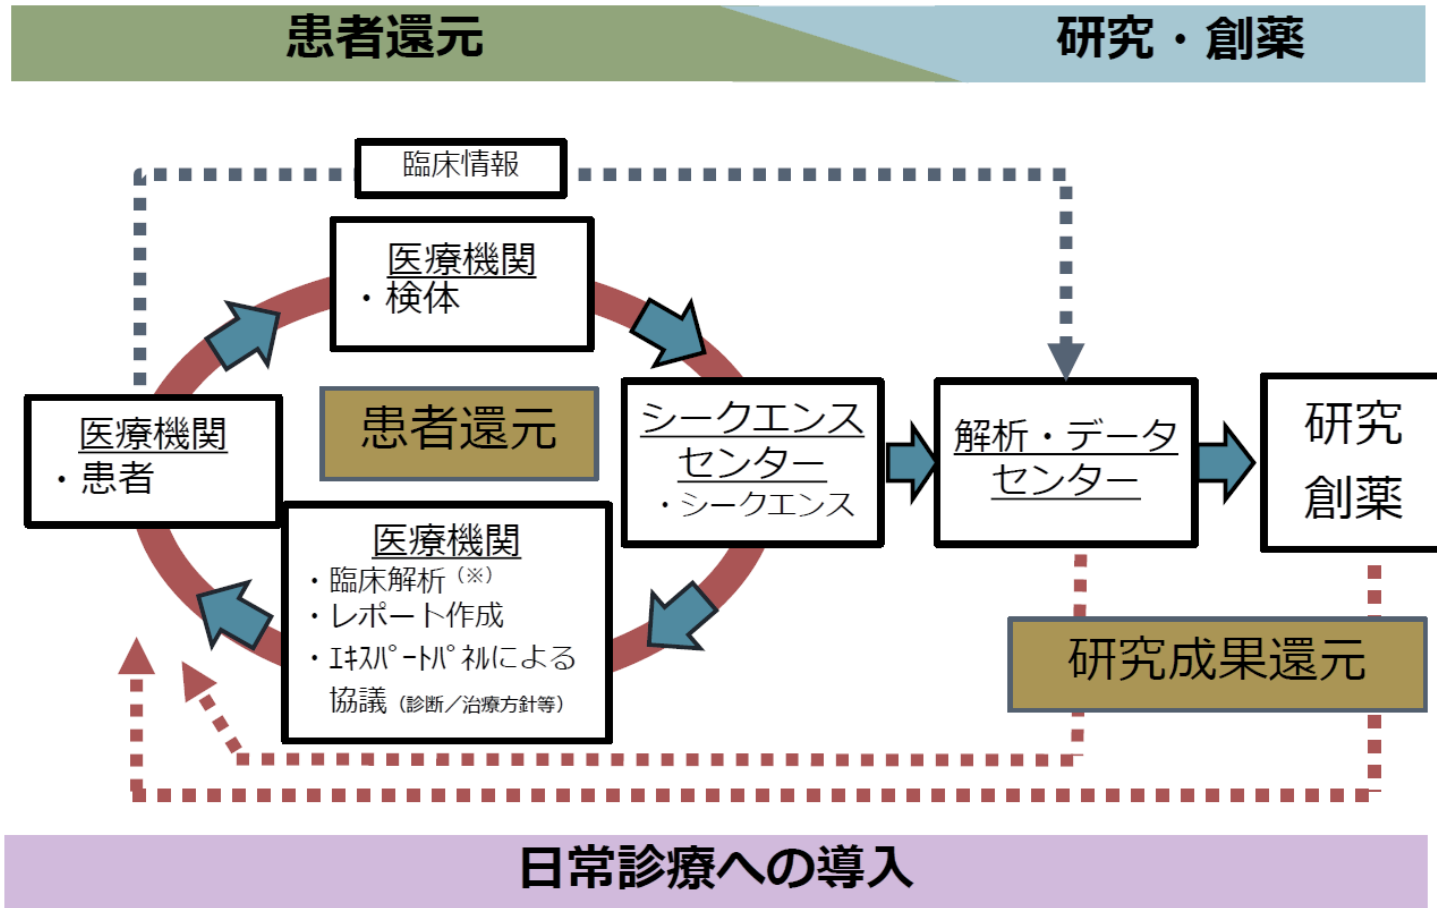 患者還元
研究・創薬
臨床情報
医療機関
・検体
患者還元
医療機関
・患者
シークエンス
センター
・シークエンス
解析・データ
センター
研究
創薬
医療機関
・臨床解析（※）
・レポート作成
・ｴｷｽﾊﾟｰﾄﾊﾟﾈﾙによる
協議（診断／治療方針等）
研究成果還元
日常診療への導入